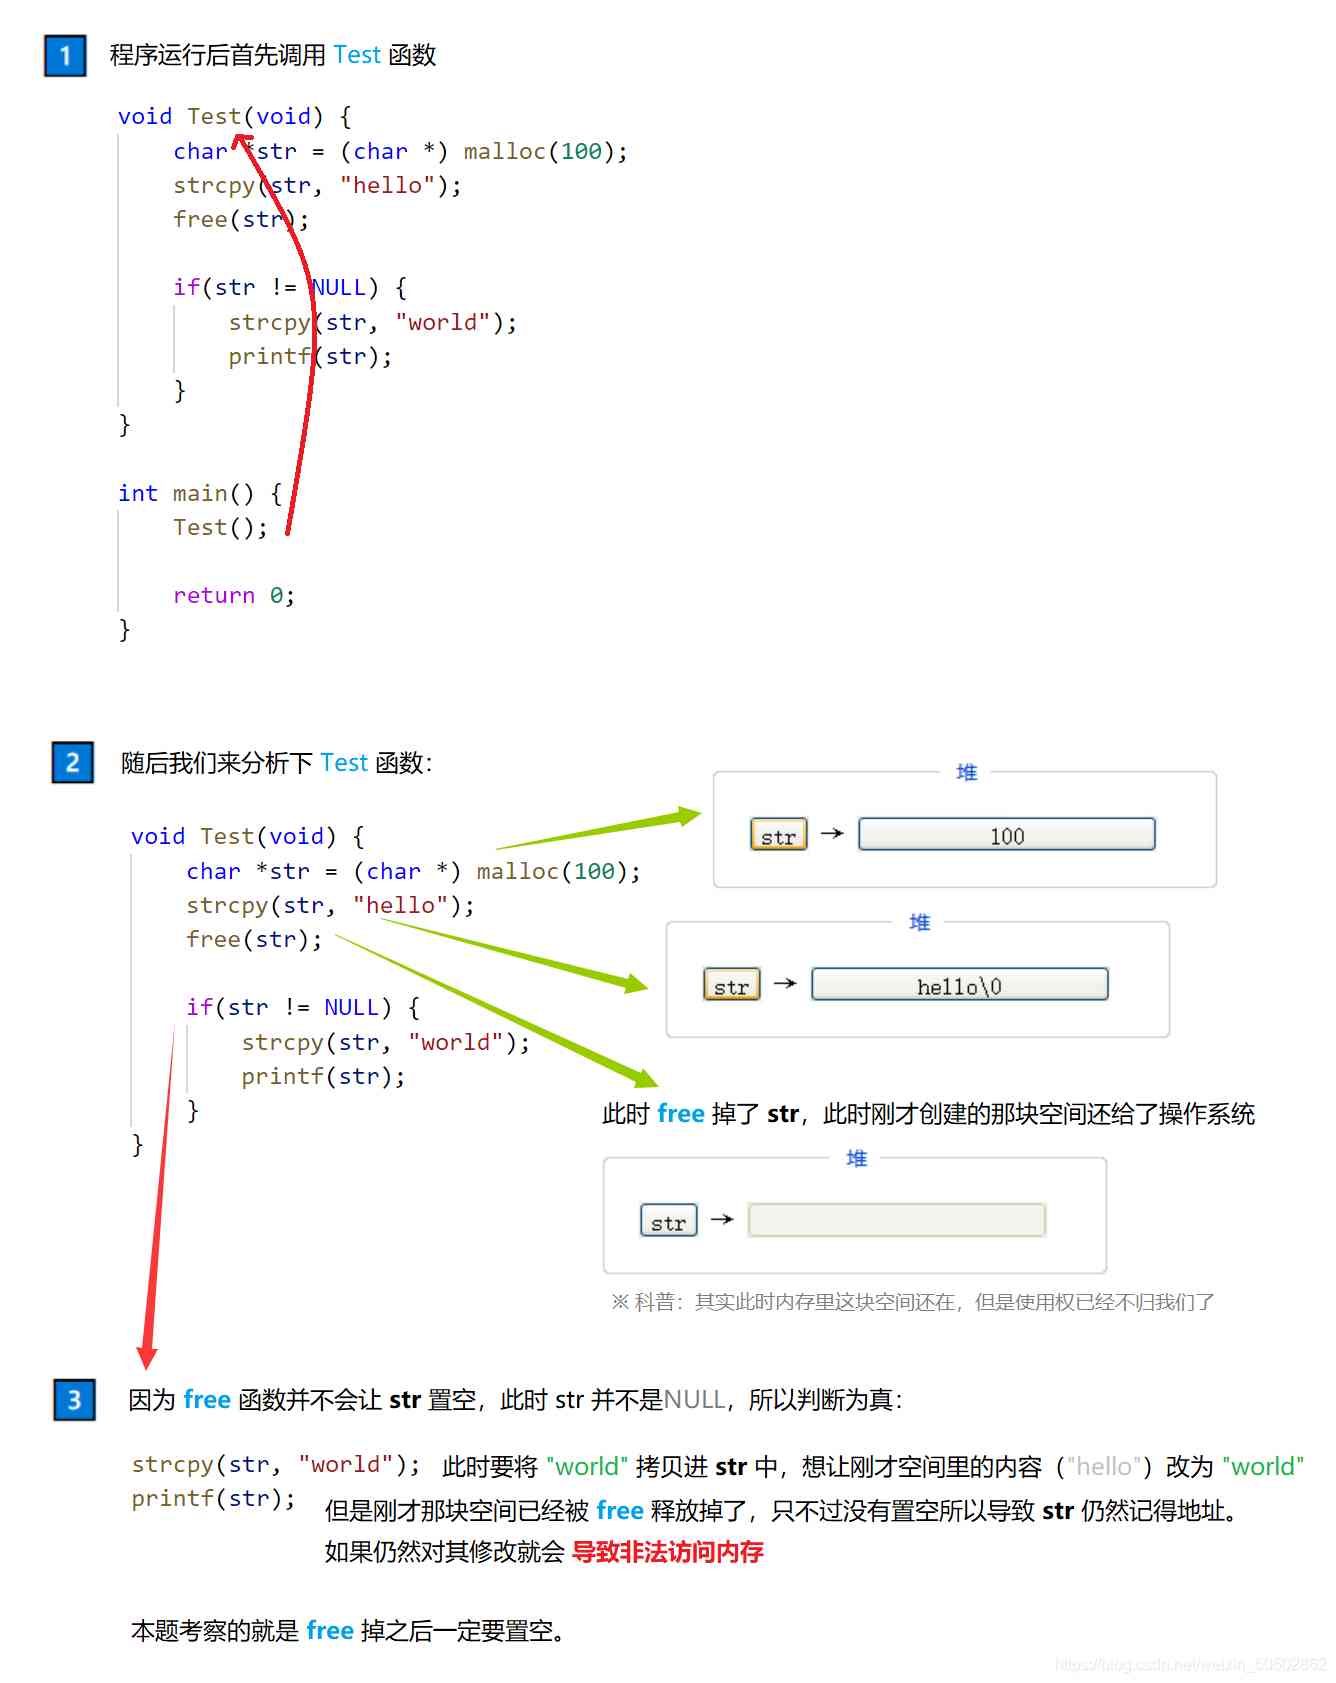 1 程序运行后首先调用 Test 函数
void Test(void) {
char *str = (char *) malloc(100);
strcpy(str, "hello");
free(str);
if(str != NULL) {
strcpy(str, "world");
printf(str);
}
}
int main() {
Test();
return 0;
}
2 随后我们来分析下 Test 函数：
void Test(void) {
char *str = (char *) malloc(100);
strcpy(str, "hello");
free(str);
if(str != NULL) {
strcpy(str, "world");
printf(str);
}
}
堆
str → 100
堆
str → hello\0
此时 free 掉了 str，此时刚才创建的那块空间还给了操作系统
堆
str →
※ 科普：其实此时内存里这块空间还在，但是使用权已经不归我们了
3 因为 free 函数并不会让 str 置空，此时 str 并不是NULL，所以判断为真：
strcpy(str, "world"); 此时要将 "world" 拷贝进 str 中，想让刚才空间里的内容（"hello"）改为 "world"
printf(str);
但是刚才那块空间已经被 free 释放掉了，只不过没有置空所以导致 str 仍然记得地址。
如果仍然对其修改就会 导致非法访问内存
本题考察的就是 free 掉之后一定要置空。
https://blog.csdn.net/weixin_50502862